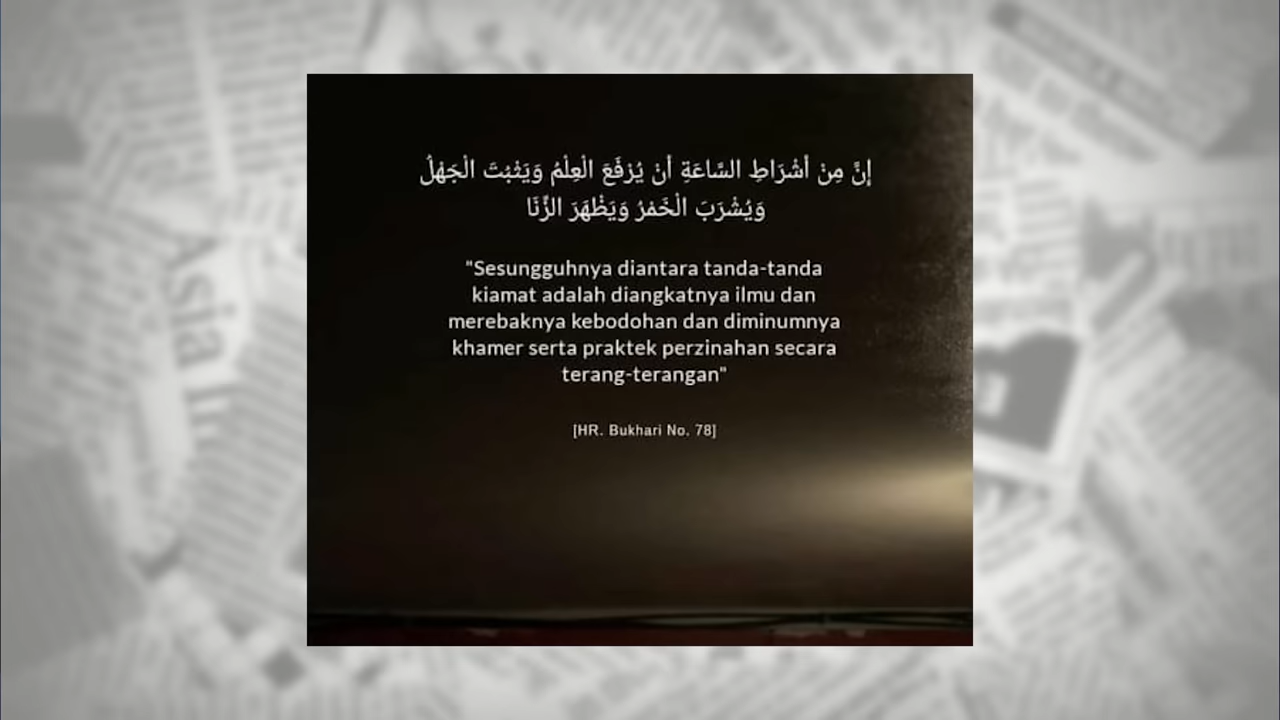 إِنَّ مِنْ أَشْرَاطِ السَّاعَةِ أَنْ يُرْفَعَ الْعِلْمُ وَيَثْبُتَ الْجَهْلُ
وَيُشْرَبَ الْخَمْرُ وَيَظْهَرَ الزِّنَا
"Sesungguhnya diantara tanda-tanda
kiamat adalah diangkatnya ilmu dan
merebaknya kebodohan dan diminumnya
khamer serta praktek perzinahan secara
terang-terangan"
[HR. Bukhari No. 78]